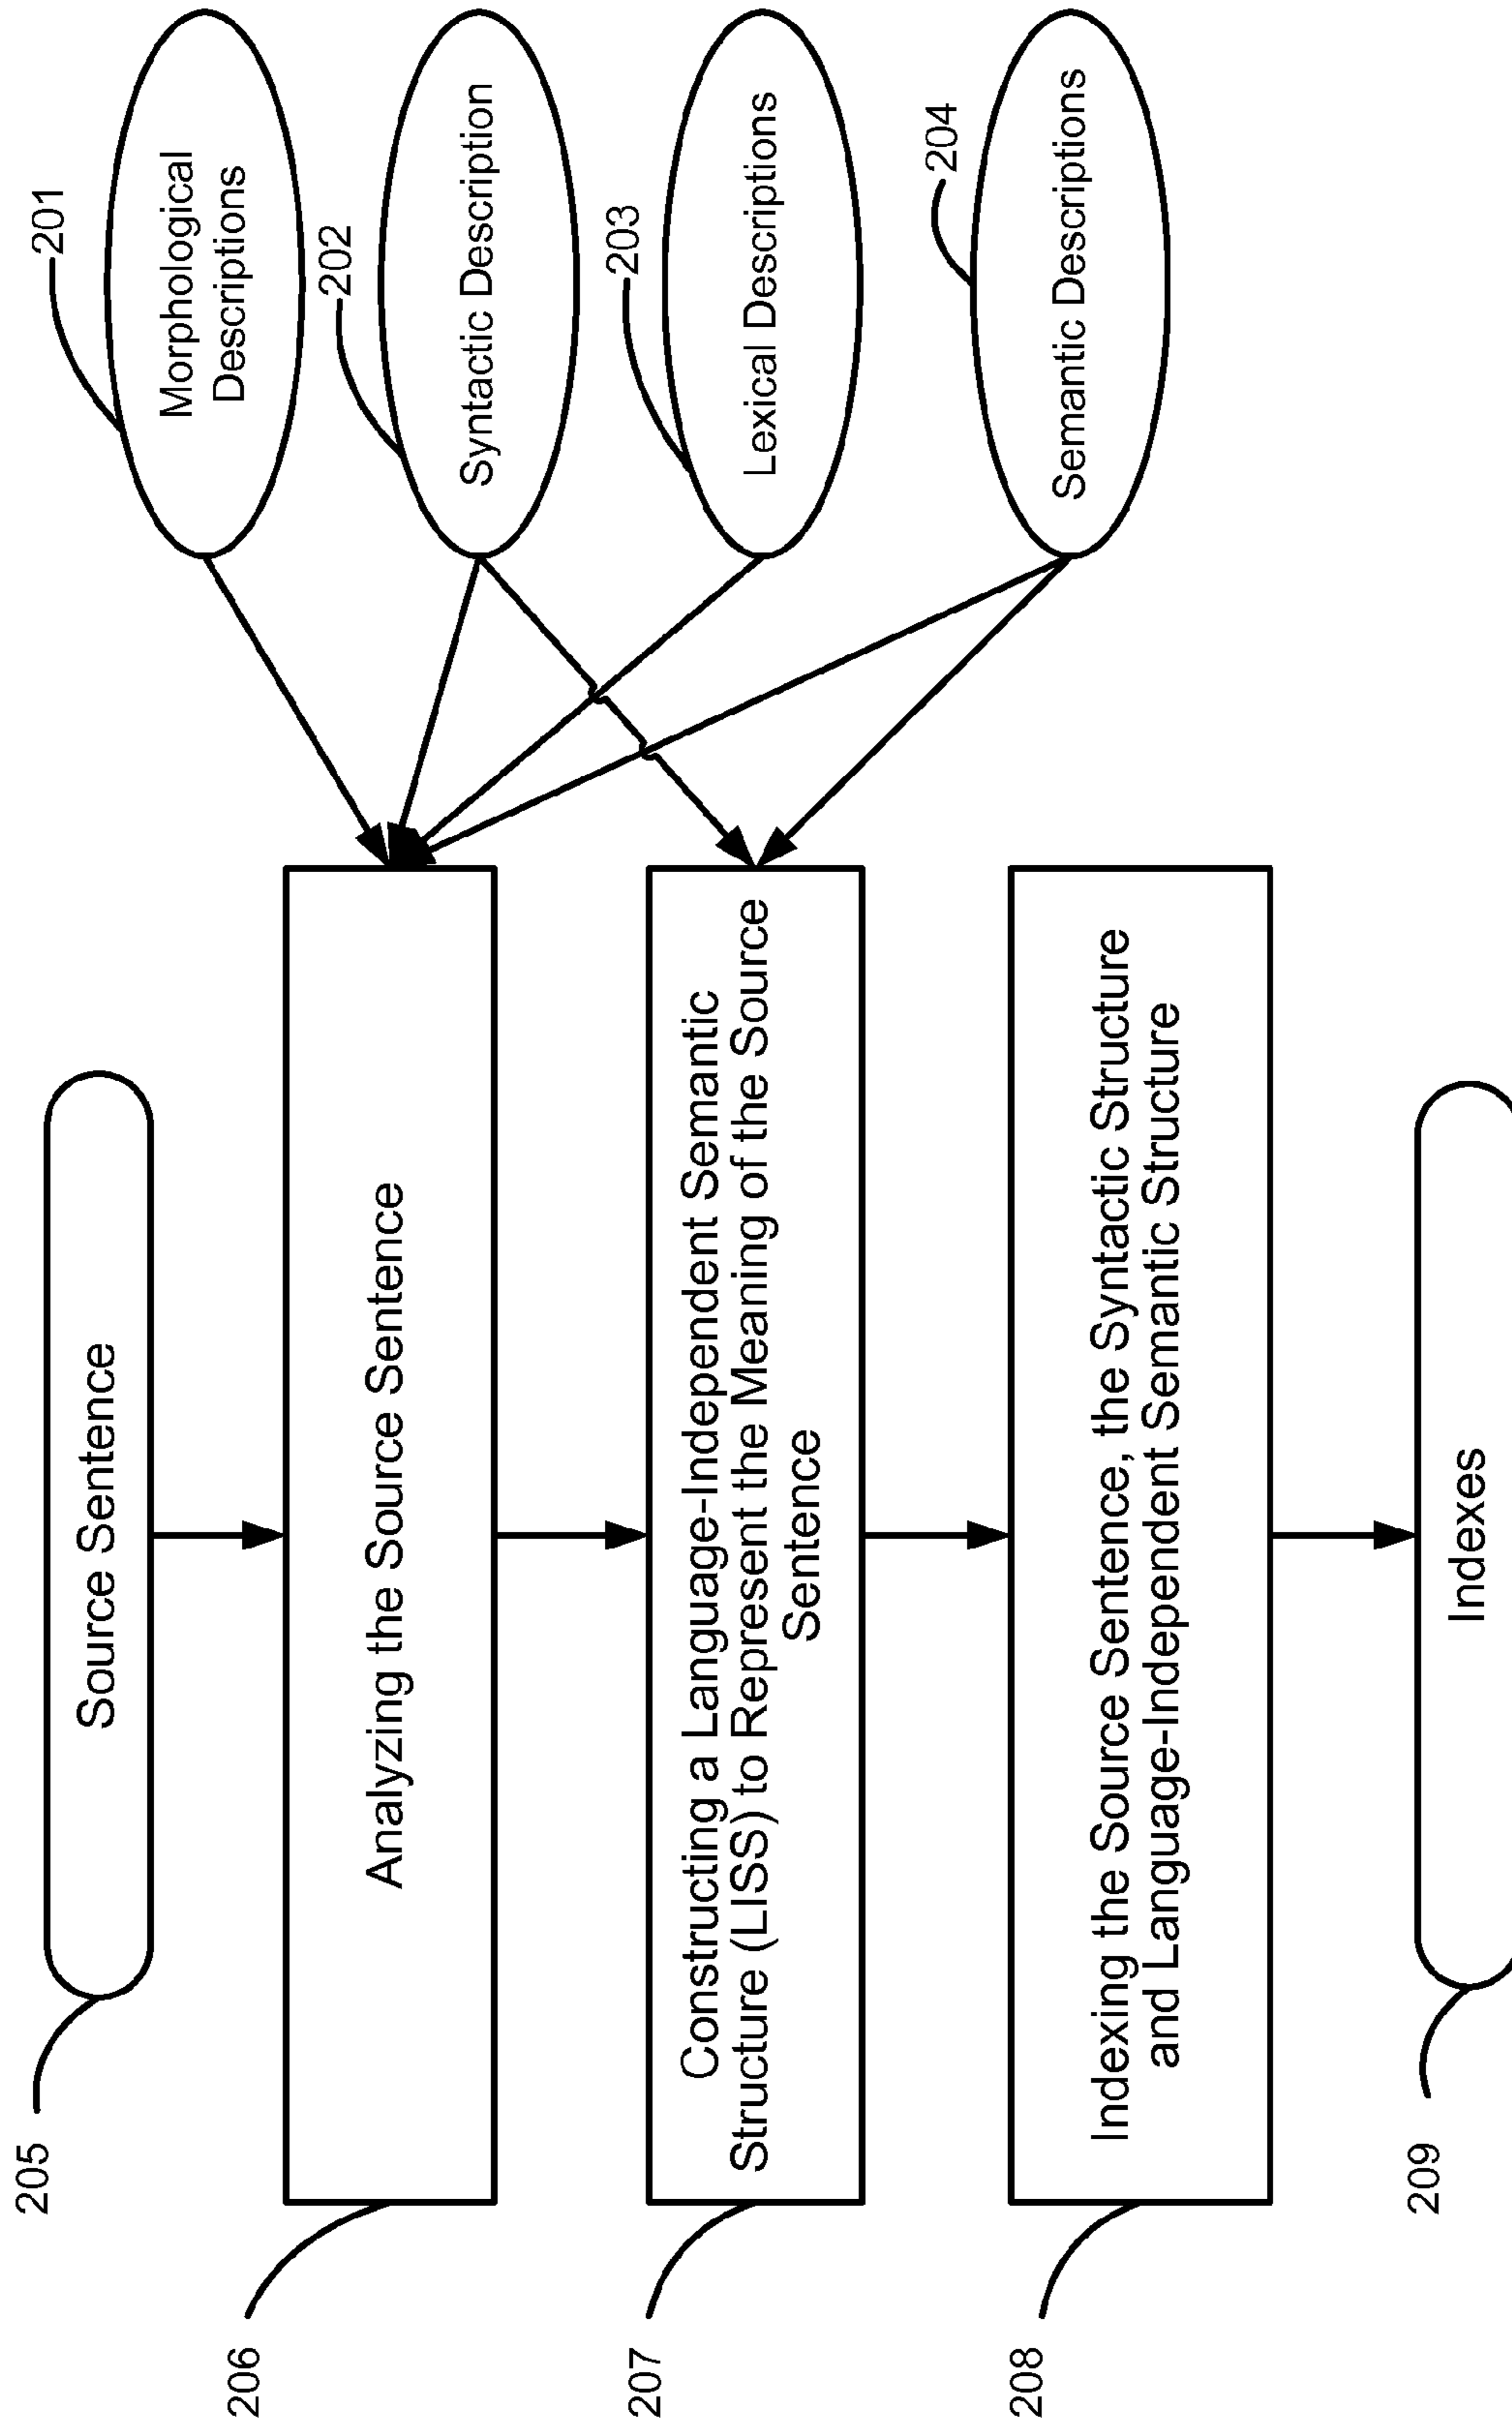 205
Source Sentence
201
Morphological
Descriptions
206
Analyzing the Source Sentence
202
Syntactic Description
207
Constructing a Language-Independent Semantic
Structure (LISS) to Represent the Meaning of the Source
Sentence
203
Lexical Descriptions
204
Semantic Descriptions
208
Indexing the Source Sentence, the Syntactic Structure
and Language-Independent Semantic Structure
209
Indexes